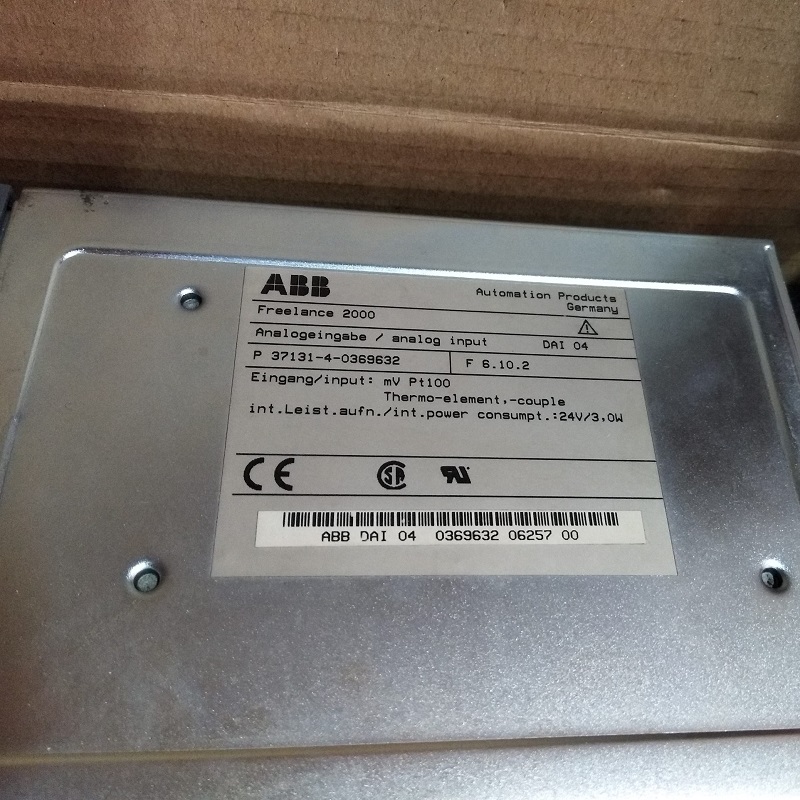 ABB
Automation Products
Germany
Freelance 2000
Analogeingabe / analog input DAI 04
P 37131-4-0369632 F 6.10.2
Eingang/input: mV Pt100
Thermo-element,-couple
int.Leist.aufn./int.power consumpt.:24V/3,0W
CE SA RU
ABB DAI 04 0369632 06257 00